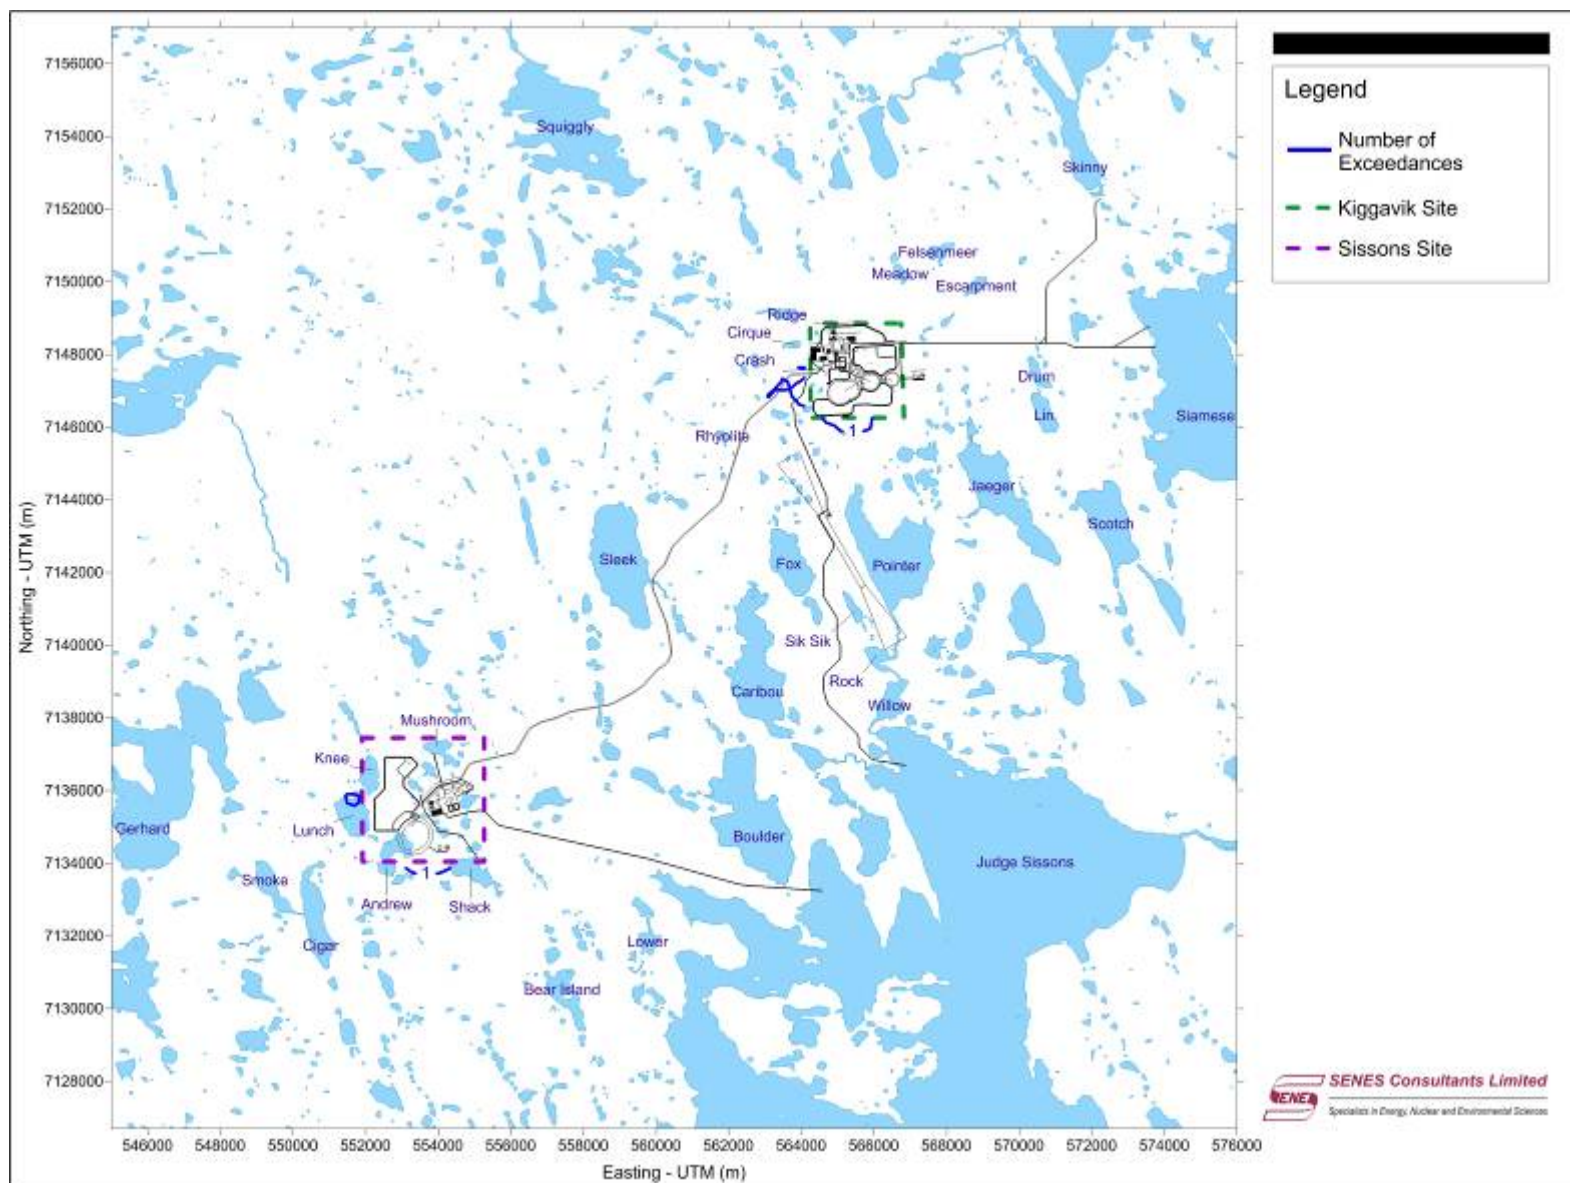 7156000
7154000
7152000
7150000
7148000
7146000
7144000
7142000
7140000
7138000
7136000
7134000
7132000
7130000
7128000
Northing - UTM (m)
546000 548000 550000 552000 554000 556000 558000 560000 562000 564000 566000 568000 570000 572000 574000 576000
Easting - UTM (m)
Squiggly
Skinny
Felsenmeer
Meadow
Escarpment
Ridge
Cirque
Crash
Drum
Lin
Siamese
Rhyolite
1
Jaeger
Scotch
Sleek
Fox
Pointer
Sik Sik
Rock
Caribou
Willow
Mushroom
Knee
Lunch
Gerhard
Boulder
Judge Sissons
Smoke
1
Andrew
Shack
Cigar
Lower
Bear Island
Legend
Number of
Exceedances
Kiggavik Site
Sissons Site
SENES
SENES Consultants Limited
Specialists in Energy, Nuclear and Environmental Sciences